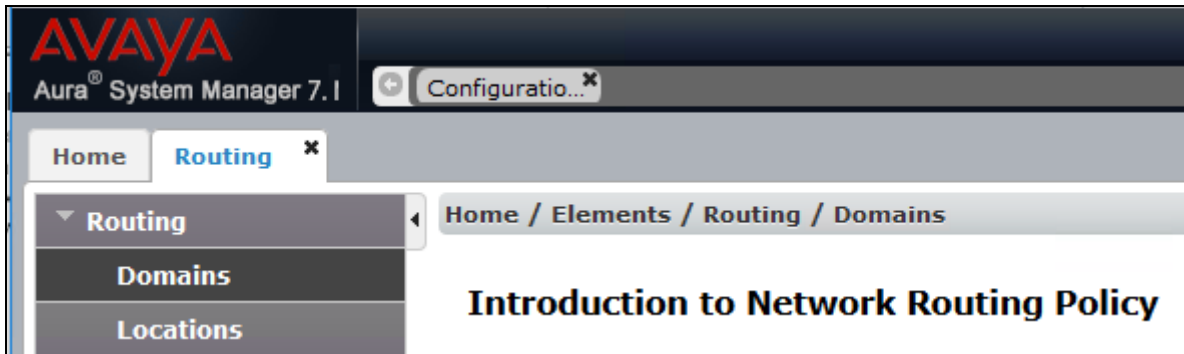 AVAYA
Aura® System Manager 7.1
Configuratio...
Home Routing
Routing
Home / Elements / Routing / Domains
Domains
Introduction to Network Routing Policy
Locations